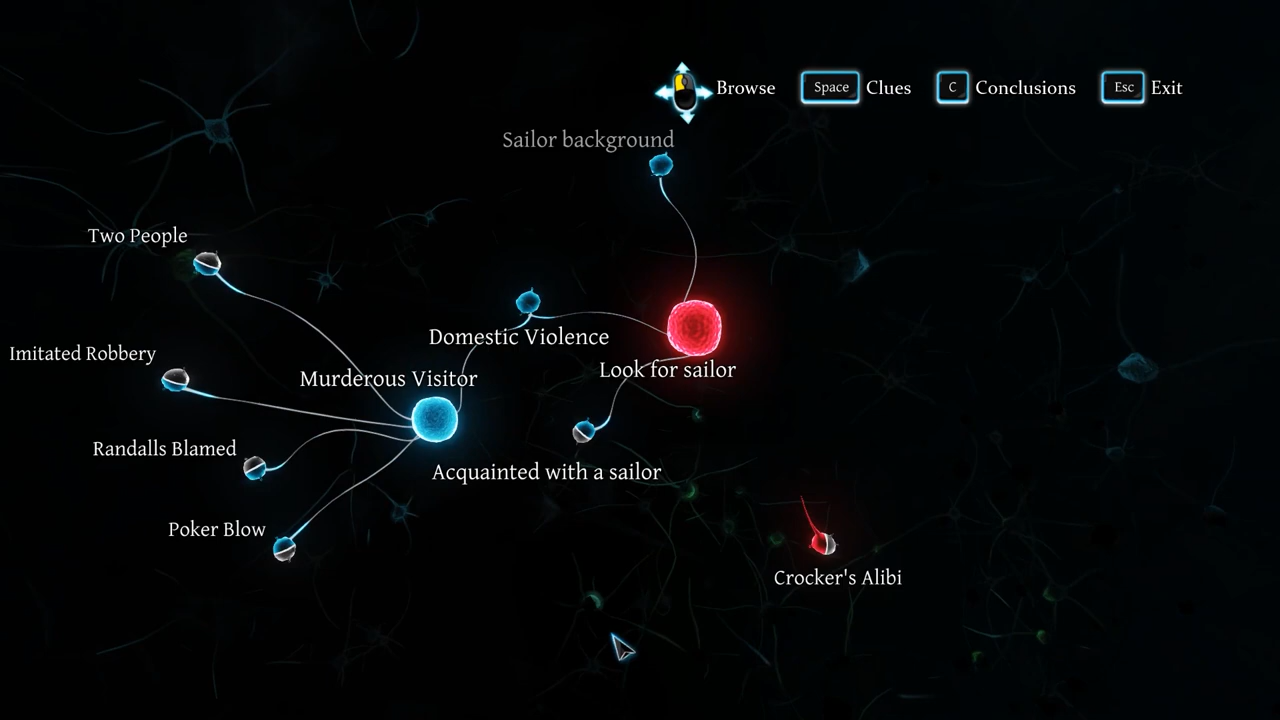 Browse
Space
Clues
C
Conclusions
Esc
Exit
Sailor background
Two People
Domestic Violence
Imitated Robbery
Look for sailor
Murderous Visitor
Randalls Blamed
Acquainted with a sailor
Poker Blow
Crocker's Alibi